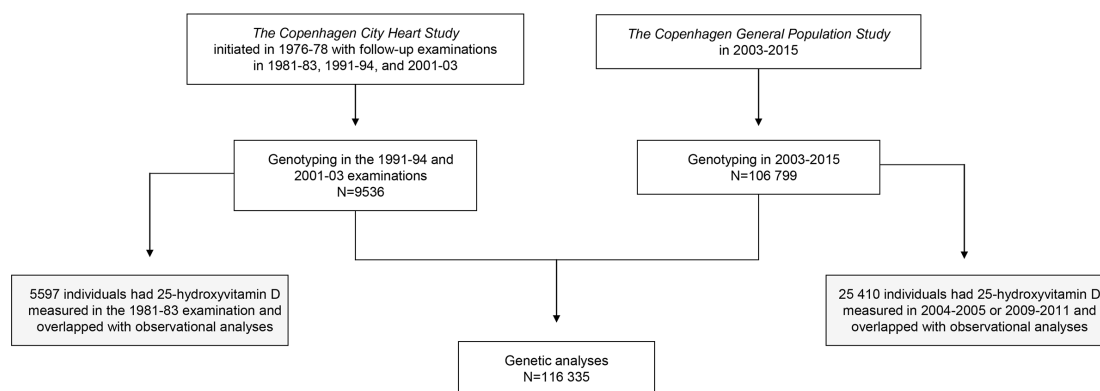 The Copenhagen City Heart Study
initiated in 1976-78 with follow-up examinations
in 1981-83, 1991-94, and 2001-03
The Copenhagen General Population Study
in 2003-2015
Genotyping in the 1991-94 and
2001-03 examinations
N=9536
Genotyping in 2003-2015
N=106 799
5597 individuals had 25-hydroxyvitamin D
measured in the 1981-83 examination and
overlapped with observational analyses
25 410 individuals had 25-hydroxyvitamin D
measured in 2004-2005 or 2009-2011 and
overlapped with observational analyses
Genetic analyses
N=116 335